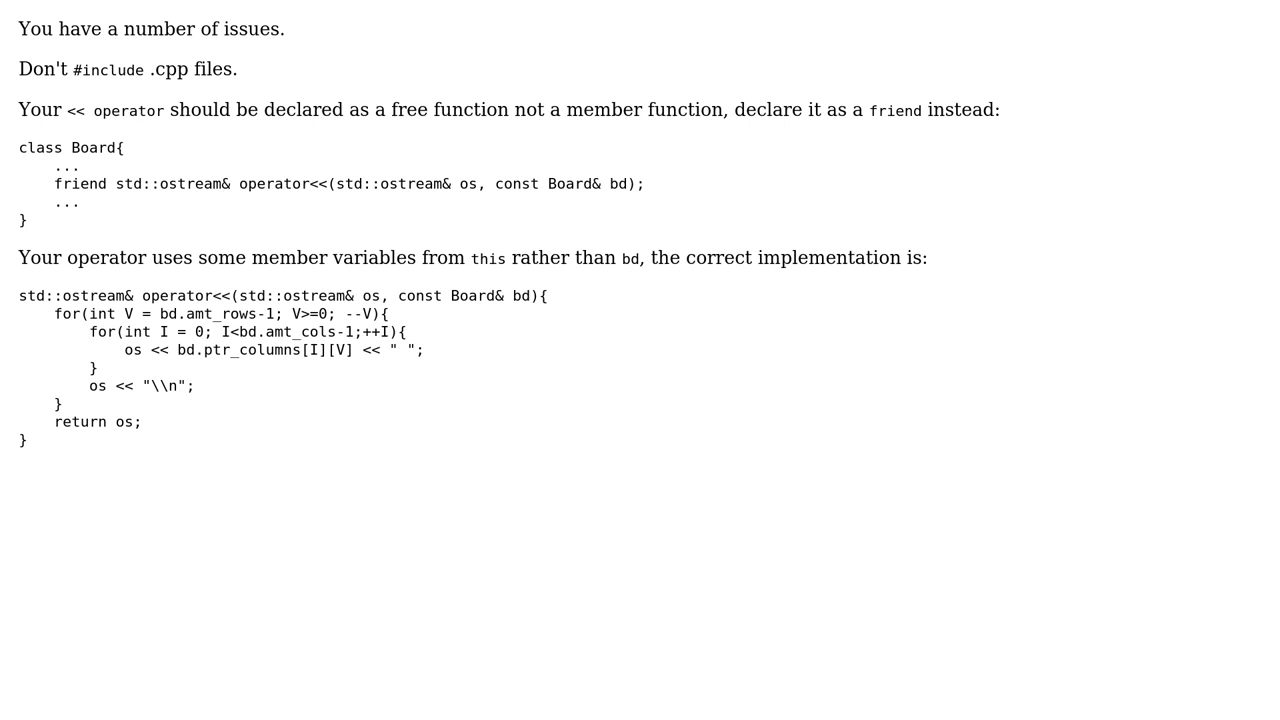 You have a number of issues.
Don't #include .cpp files.
Your << operator should be declared as a free function not a member function, declare it as a friend instead:
class Board{
    ...
    friend std::ostream& operator<<(std::ostream& os, const Board& bd);
    ...
}
Your operator uses some member variables from this rather than bd, the correct implementation is:
std::ostream& operator<<(std::ostream& os, const Board& bd){
    for(int V = bd.amt_rows-1; V>=0; --V){
        for(int I = 0; I<bd.amt_cols-1;++I){
            os << bd.ptr_columns[I][V] << " ";
        }
        os << "\\n";
    }
    return os;
}